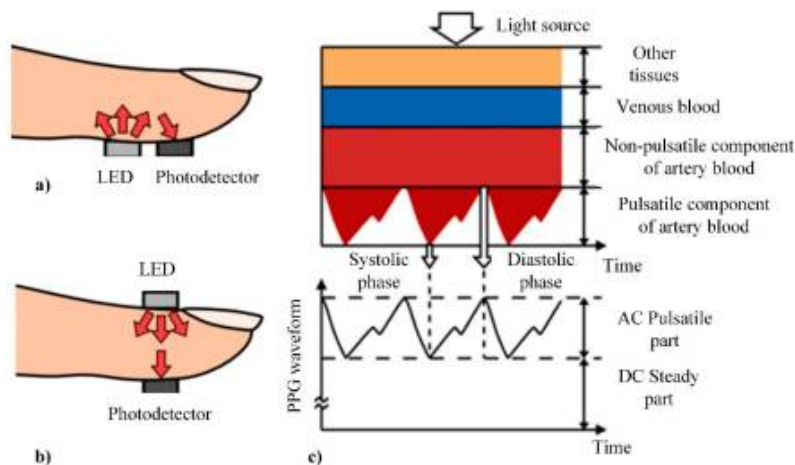 LED
Photodetector
a)
LED
Photodetector
b)
Light source
Other
tissues
Venous blood
Non-pulsatile component
of artery blood
Pulsatile component
of artery blood
Time
Systolic
phase
Diastolic
phase
PPG waveform
AC Pulsatile
part
DC Steady
part
Time
c)